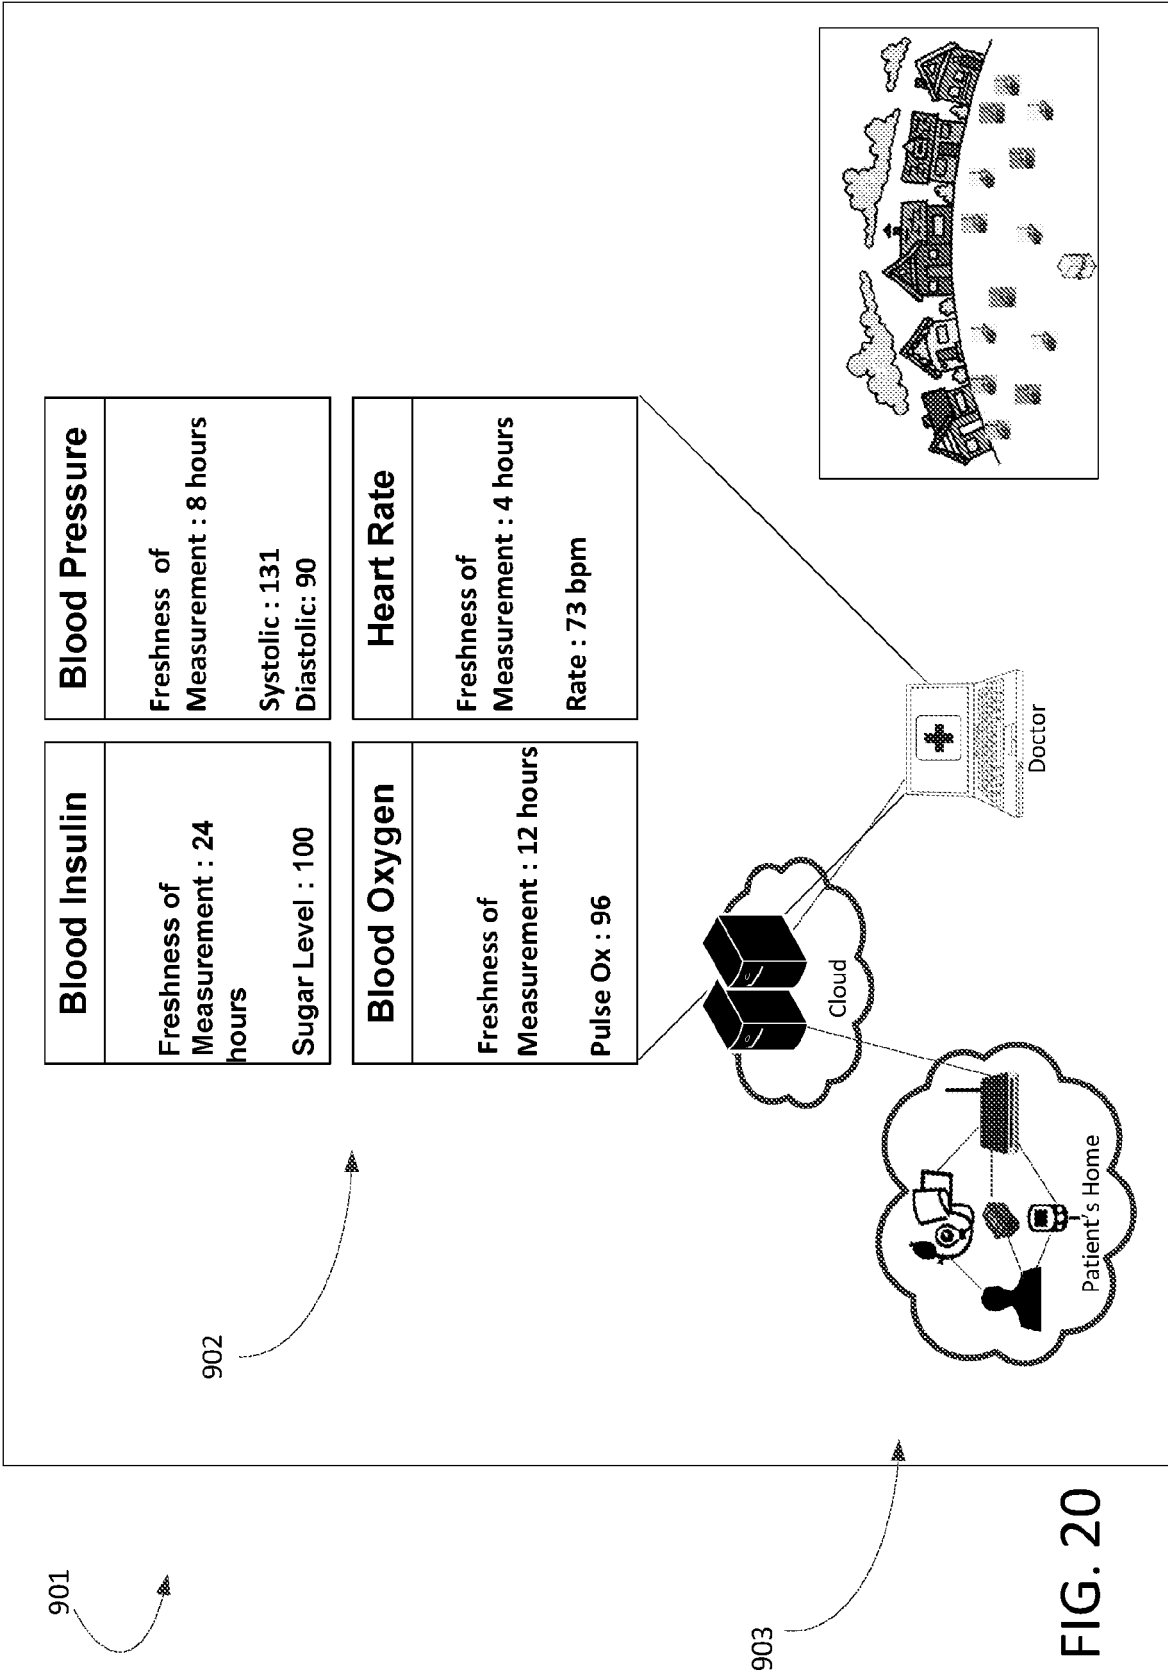 901
902
Blood Insulin
Freshness of
Measurement : 24
hours
Sugar Level : 100
Blood Pressure
Freshness of
Measurement : 8 hours
Systolic : 131
Diastolic: 90
Blood Oxygen
Freshness of
Measurement : 12 hours
Pulse Ox : 96
Heart Rate
Freshness of
Measurement : 4 hours
Rate : 73 bpm
903
Cloud
Doctor
Patient's Home
FIG. 20